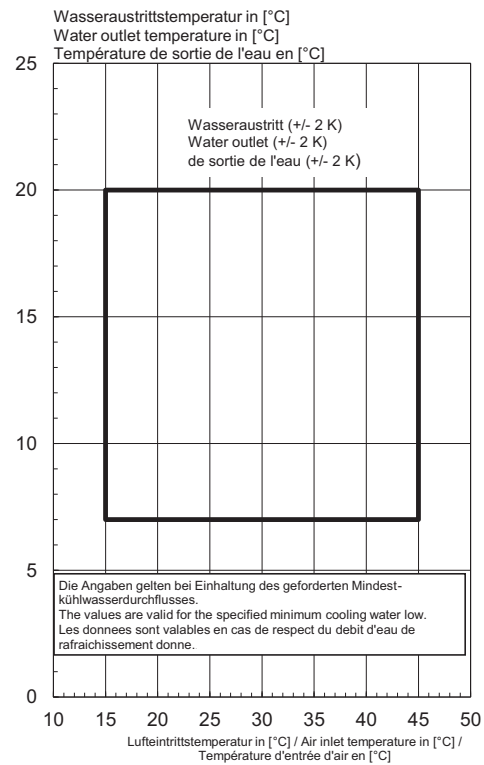 Wasseraustrittstemperatur in [°C]
Water outlet temperature in [°C]
Température de sortie de l'eau en [°C]
25
Wasseraustritt (+/- 2 K)
Water outlet (+/- 2 K)
de sortie de l'eau (+/- 2 K)
20
15
10
5
Die Angaben gelten bei Einhaltung des geforderten Mindest-
kühlwasserdurchflusses.
The values are valid for the specified minimum cooling water low.
Les donnees sont valables en cas de respect du debit d'eau de
rafraichissement donne.
0
10 15 20 25 30 35 40 45 50
Lufteintrittstemperatur in [°C] / Air inlet temperature in [°C] /
Température d'entrée d'air en [°C]